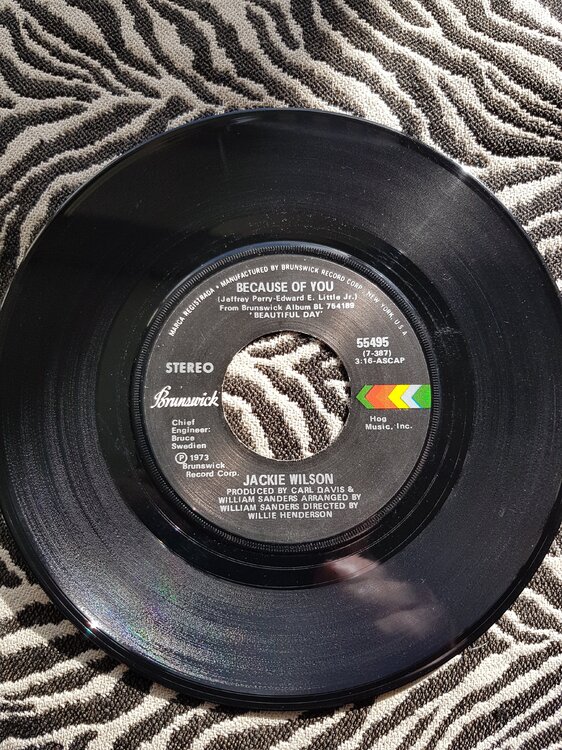 MARCA REGISTRADA • MANUFACTURED BY BRUNSWICK RECORD CORP., NEW YORK, U.S.A.
BECAUSE OF YOU
(Jeffrey Perry-Edward E. Little Jr.)
From Brunswick Album BL 754189
"BEAUTIFUL DAY"
STEREO
55495
(7-387)
3:16-ASCAP
Brunswick
Hog
Music, Inc.
Chief
Engineer:
Bruce
Swedien
Ⓟ 1973
Brunswick
Record Corp.
JACKIE WILSON
PRODUCED BY CARL DAVIS &
WILLIAM SANDERS ARRANGED BY
WILLIAM SANDERS DIRECTED BY
WILLIE HENDERSON